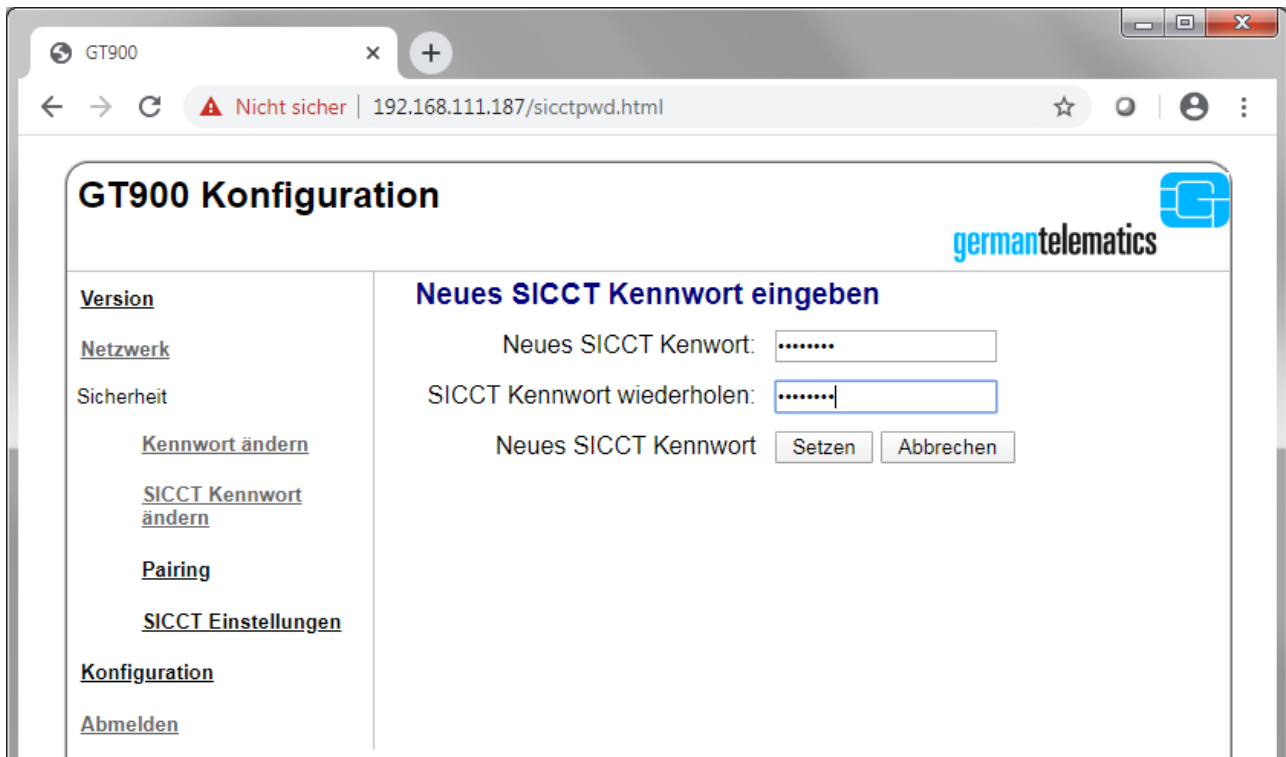 GT900
Nicht sicher | 192.168.111.187/sicctpwd.html
GT900 Konfiguration
germantelematics
Version
Netzwerk
Sicherheit
Kennwort ändern
SICCT Kennwort
ändern
Pairing
SICCT Einstellungen
Konfiguration
Abmelden
Neues SICCT Kennwort eingeben
Neues SICCT Kenwort: ••••••••
SICCT Kennwort wiederholen: ••••••••
Neues SICCT Kennwort Setzen Abbrechen